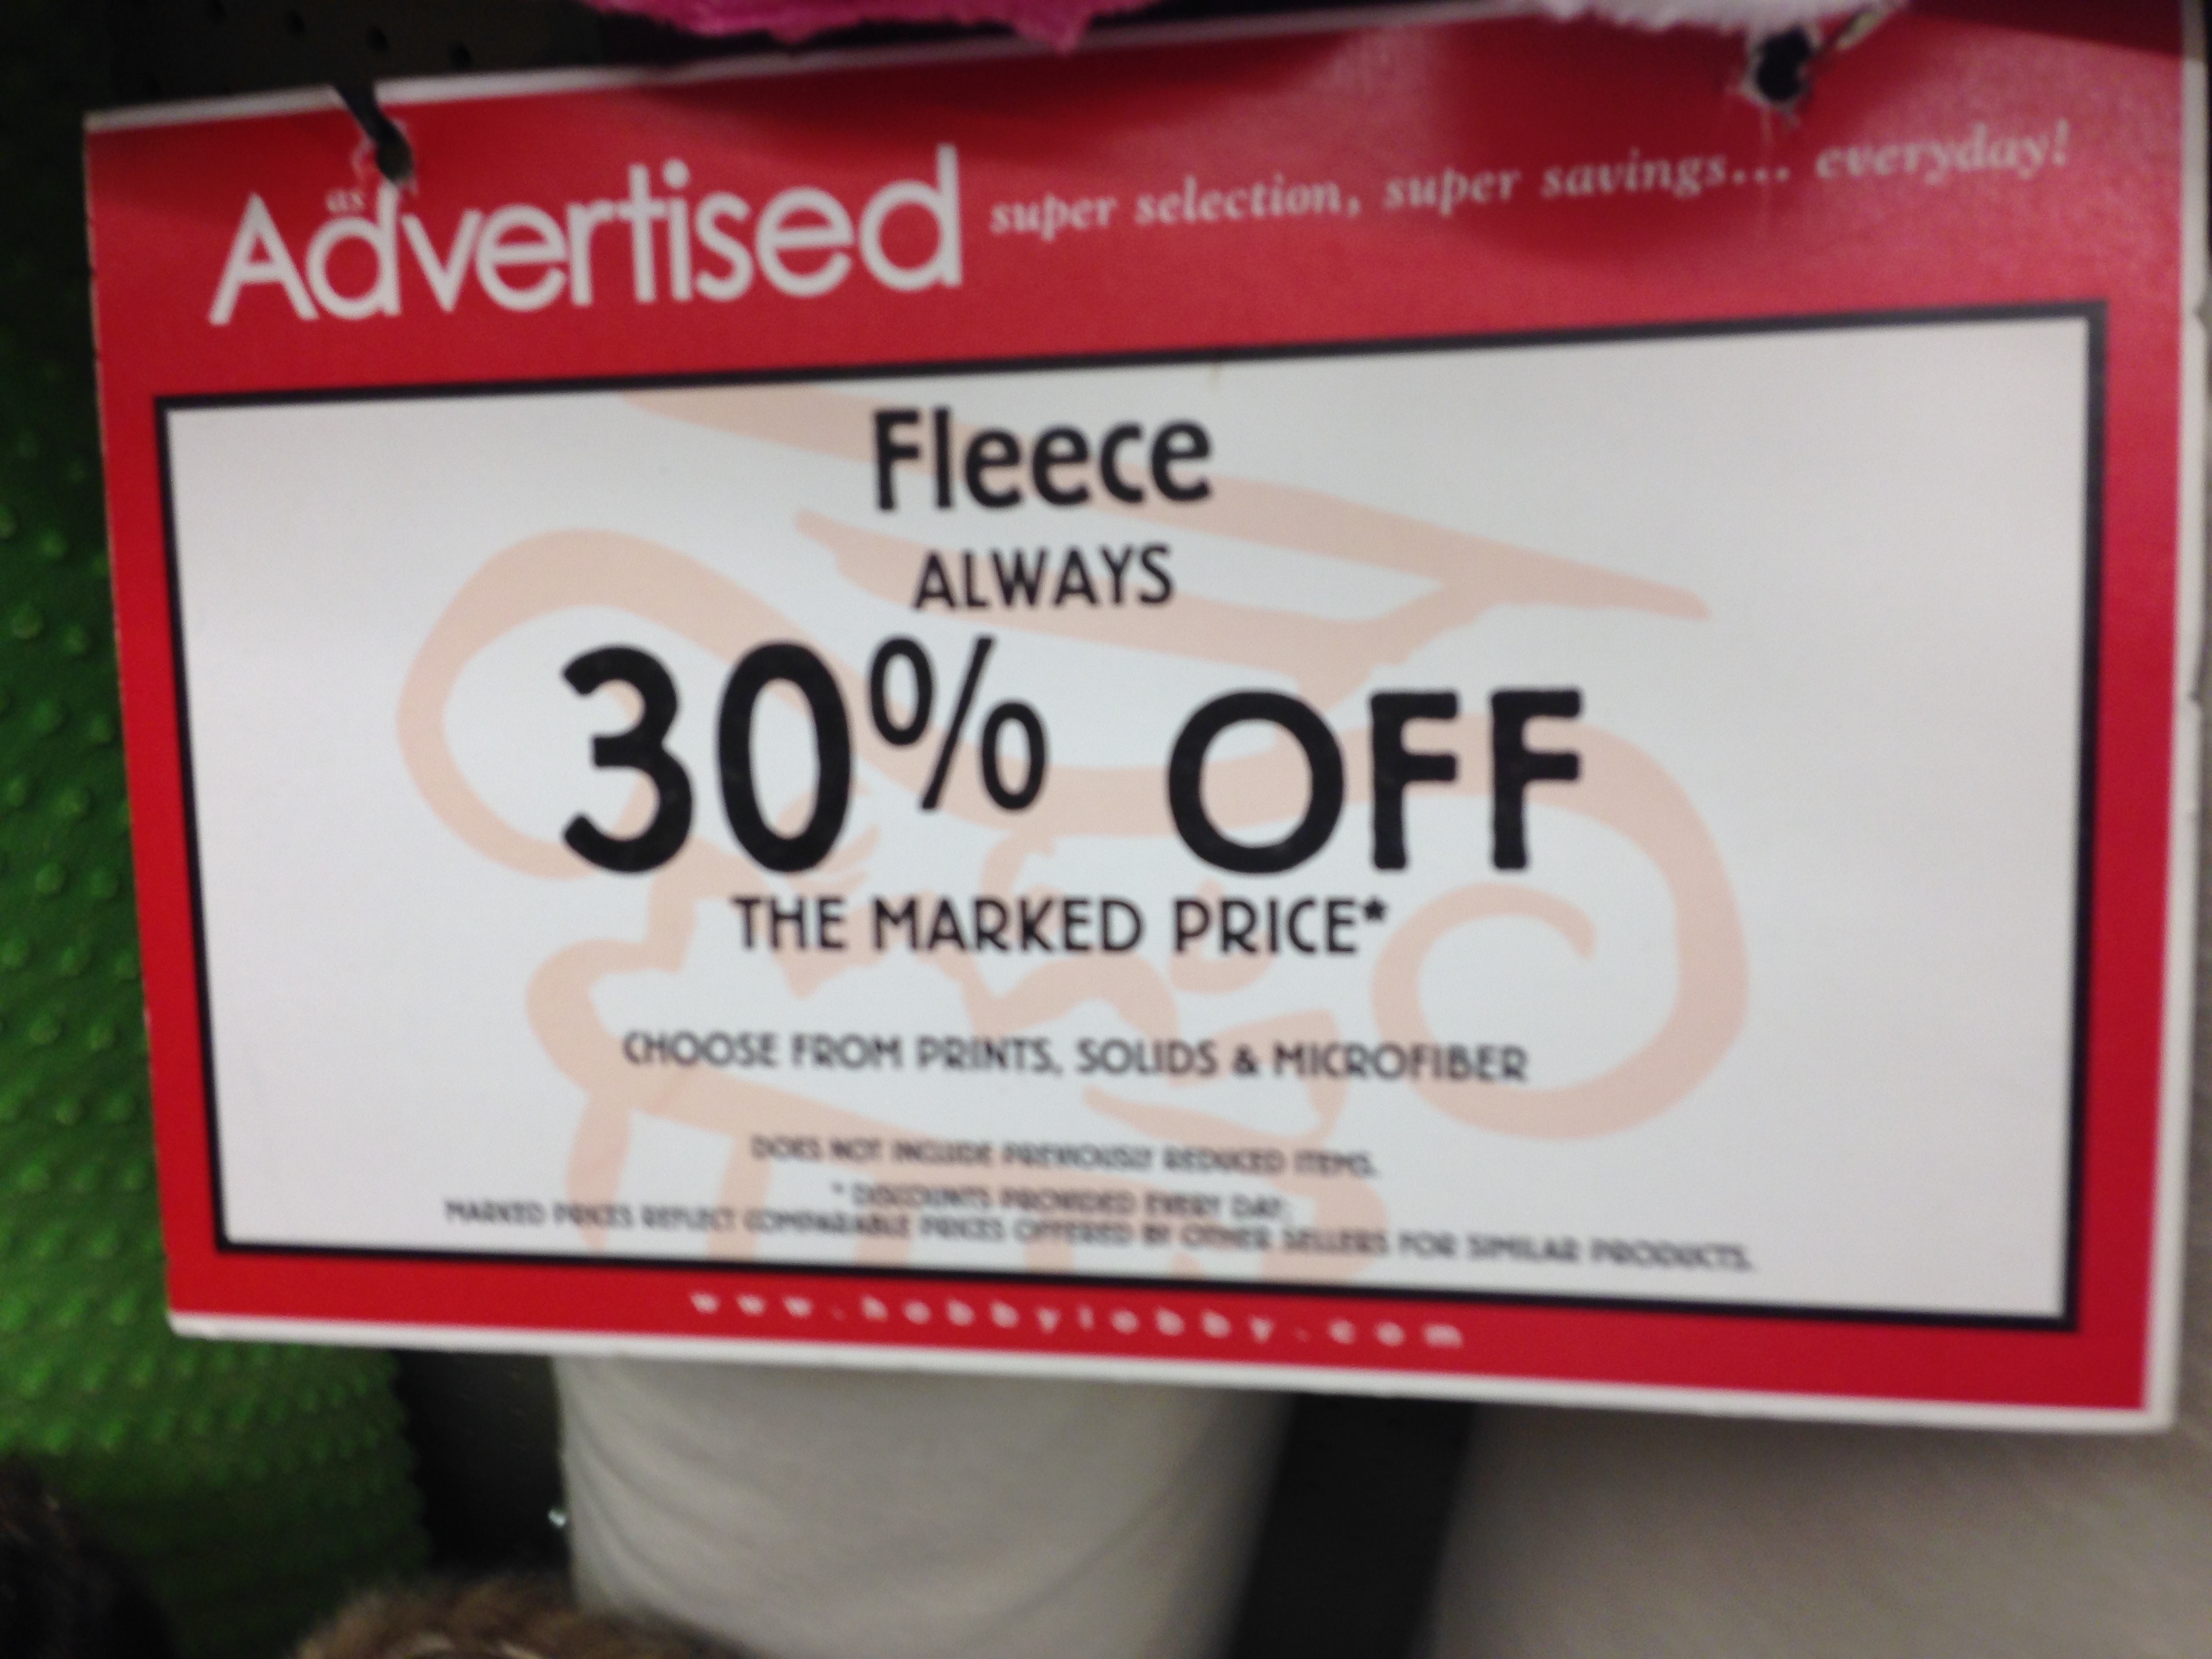 as
Advertised super selection, super savings... everyday!
Fleece
ALWAYS
30% OFF
THE MARKED PRICE*
CHOOSE FROM PRINTS, SOLIDS & MICROFIBER
DOES NOT INCLUDE PREVIOUSLY REDUCED ITEMS.
* DISCOUNTS PROVIDED EVERY DAY;
MARKED PRICES REFLECT COMPARABLE PRICES OFFERED BY OTHER SELLERS FOR SIMILAR PRODUCTS.
www.hobbylobby.com